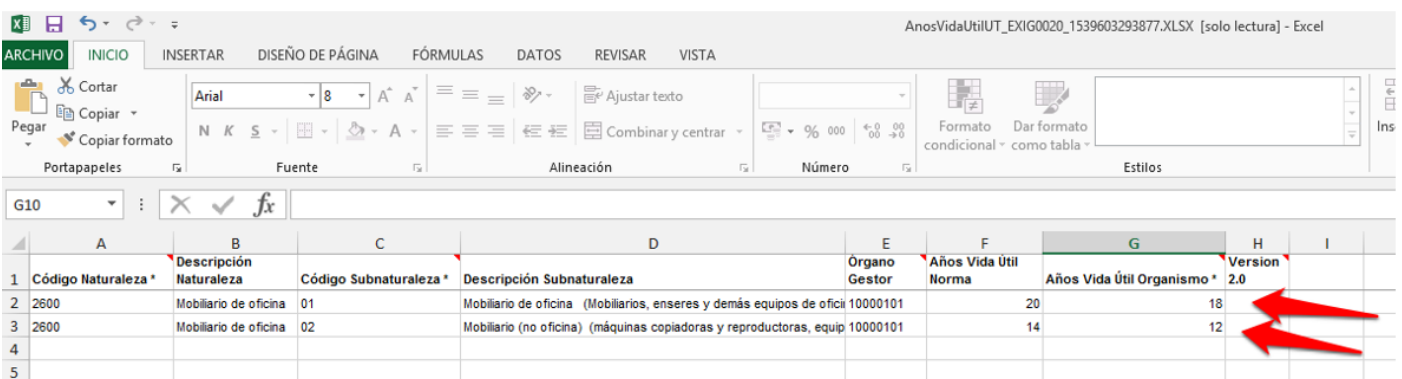 AnosVidaUtilUT_EXIG0020_1539603293877.XLSX [solo lectura] - Excel
ARCHIVO INICIO INSERTAR DISEÑO DE PÁGINA FÓRMULAS DATOS REVISAR VISTA
Cortar
Copiar
Copiar formato
Pegar
Arial 8
N K S
A A
A
Ajustar texto
Combinar y centrar
% 000
Formato condicional
Dar formato como tabla
Ins
Portapapeles Fuente Alineación Número Estilos
G10 fx
A B C D E F G H I
1 Código Naturaleza * Descripción Naturaleza Código Subnaturaleza * Descripción Subnaturaleza Órgano Gestor Años Vida Útil Norma Años Vida Útil Organismo * Version 2.0
2 2600 Mobiliario de oficina 01 Mobiliario de oficina (Mobiliarios, enseres y demás equipos de ofici 10000101 20 18
3 2600 Mobiliario de oficina 02 Mobiliario (no oficina) (máquinas copiadoras y reproductoras, equip 10000101 14 12
4
5